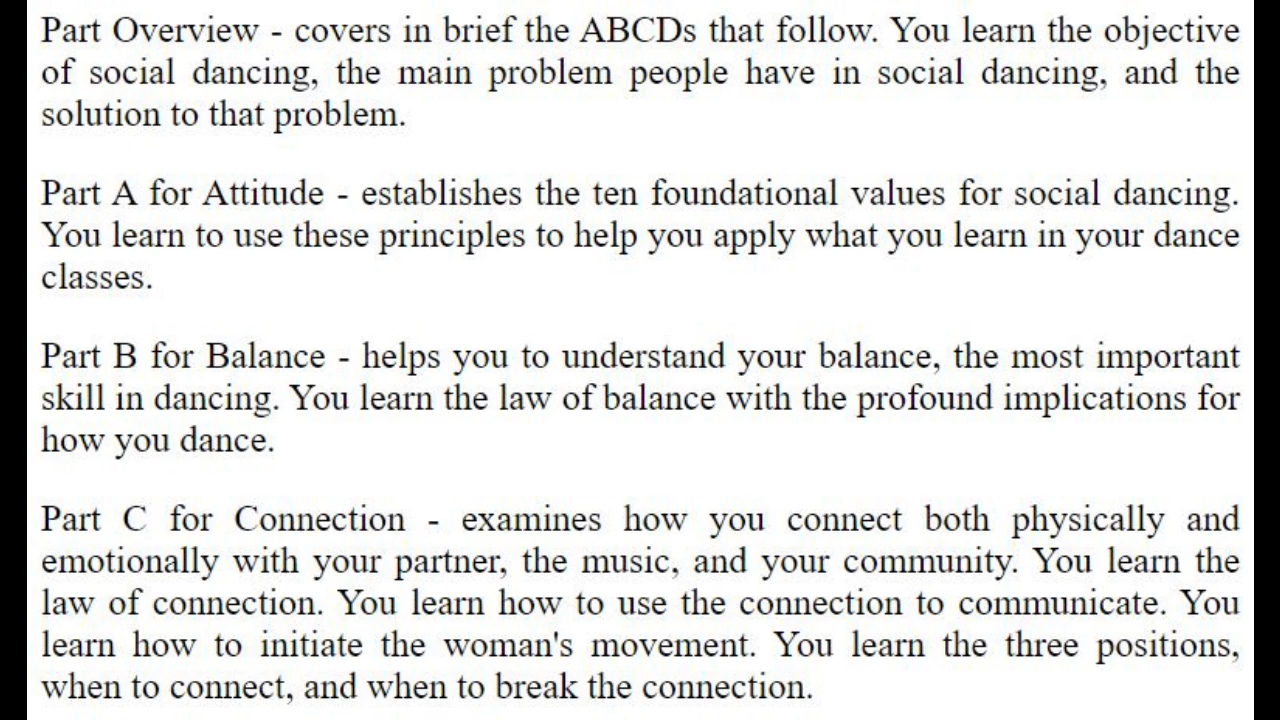 Part Overview - covers in brief the ABCDs that follow. You learn the objective
of social dancing, the main problem people have in social dancing, and the
solution to that problem.
Part A for Attitude - establishes the ten foundational values for social dancing.
You learn to use these principles to help you apply what you learn in your dance
classes.
Part B for Balance - helps you to understand your balance, the most important
skill in dancing. You learn the law of balance with the profound implications for
how you dance.
Part C for Connection - examines how you connect both physically and
emotionally with your partner, the music, and your community. You learn the
law of connection. You learn how to use the connection to communicate. You
learn how to initiate the woman's movement. You learn the three positions,
when to connect, and when to break the connection.